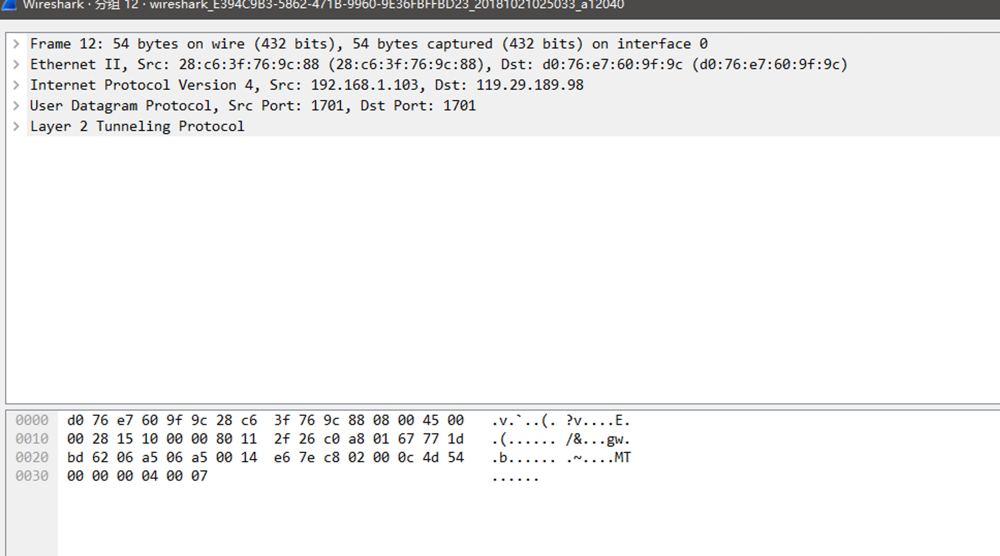 Wireshark · 分组 12 · wireshark_E394C9B3-5862-471B-9960-9E36FBFFBD23_20181021025033_a12040
Frame 12: 54 bytes on wire (432 bits), 54 bytes captured (432 bits) on interface 0
Ethernet II, Src: 28:c6:3f:76:9c:88 (28:c6:3f:76:9c:88), Dst: d0:76:e7:60:9f:9c (d0:76:e7:60:9f:9c)
Internet Protocol Version 4, Src: 192.168.1.103, Dst: 119.29.189.98
User Datagram Protocol, Src Port: 1701, Dst Port: 1701
Layer 2 Tunneling Protocol
0000 d0 76 e7 60 9f 9c 28 c6 3f 76 9c 88 08 00 45 00 .v.`..(. ?v....E.
0010 00 28 15 10 00 00 80 11 2f 26 c0 a8 01 67 77 1d .(...... /&...gw.
0020 bd 62 06 a5 06 a5 00 14 e6 7e c8 02 00 0c 4d 54 .b...... .~....MT
0030 00 00 00 04 00 07 ......